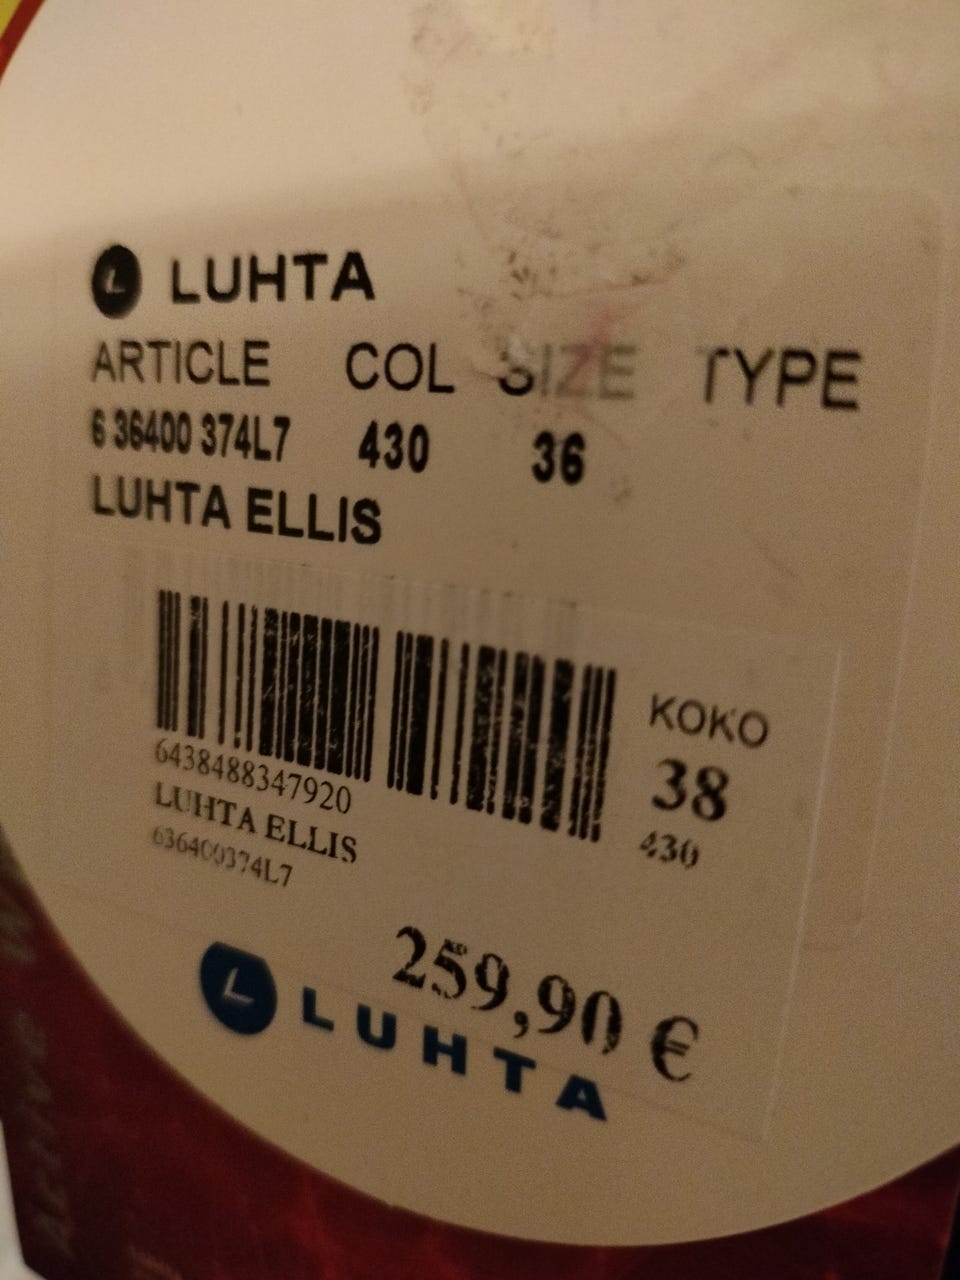 L LUHTA
ARTICLE COL SIZE TYPE
6 36400 374L7 430 36
LUHTA ELLIS
KOKO
38
430
6438488347920
LUHTA ELLIS
636400374L7
259,90 €
L LUHTA